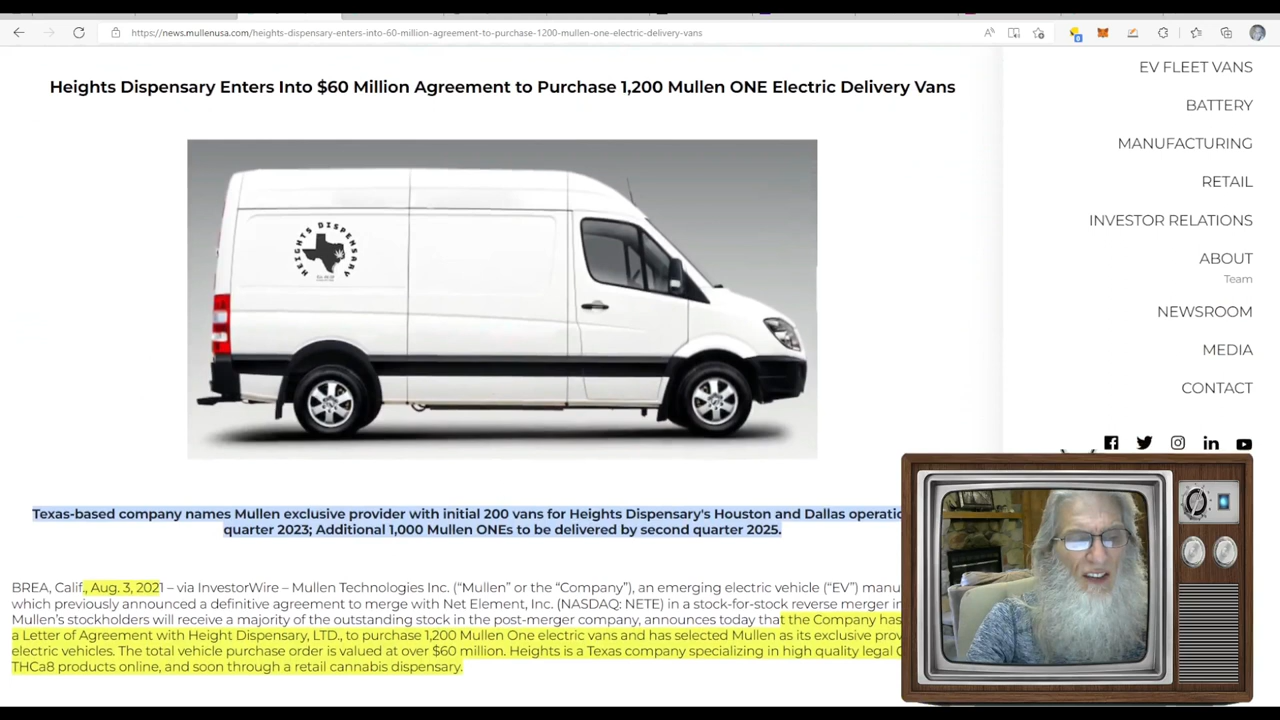 https://news.mullenusa.com/heights-dispensary-enters-into-60-million-agreement-to-purchase-1200-mullen-one-electric-delivery-vans
Heights Dispensary Enters Into $60 Million Agreement to Purchase 1,200 Mullen ONE Electric Delivery Vans
HEIGHTS DISPENSARY
Texas-based company names Mullen exclusive provider with initial 200 vans for Heights Dispensary's Houston and Dallas
quarter 2023; Additional 1,000 Mullen ONEs to be delivered by second quarter 2025.
BREA, Calif., Aug. 3, 2021 – via InvestorWire – Mullen Technologies Inc. (“Mullen” or the “Company”), an emerging electric vehicle (“EV”)
which previously announced a definitive agreement to merge with Net Element, Inc. (NASDAQ: NETE) in a stock-for-stock reverse merger in
Mullen’s stockholders will receive a majority of the outstanding stock in the post-merger company, announces today that the Company has
a Letter of Agreement with Height Dispensary, LTD., to purchase 1,200 Mullen One electric vans and has selected Mullen as its exclusive
electric vehicles. The total vehicle purchase order is valued at over $60 million. Heights is a Texas company specializing in high quality legal
THCa8 products online, and soon through a retail cannabis dispensary.
EV FLEET VANS
BATTERY
MANUFACTURING
RETAIL
INVESTOR RELATIONS
ABOUT
Team
NEWSROOM
MEDIA
CONTACT